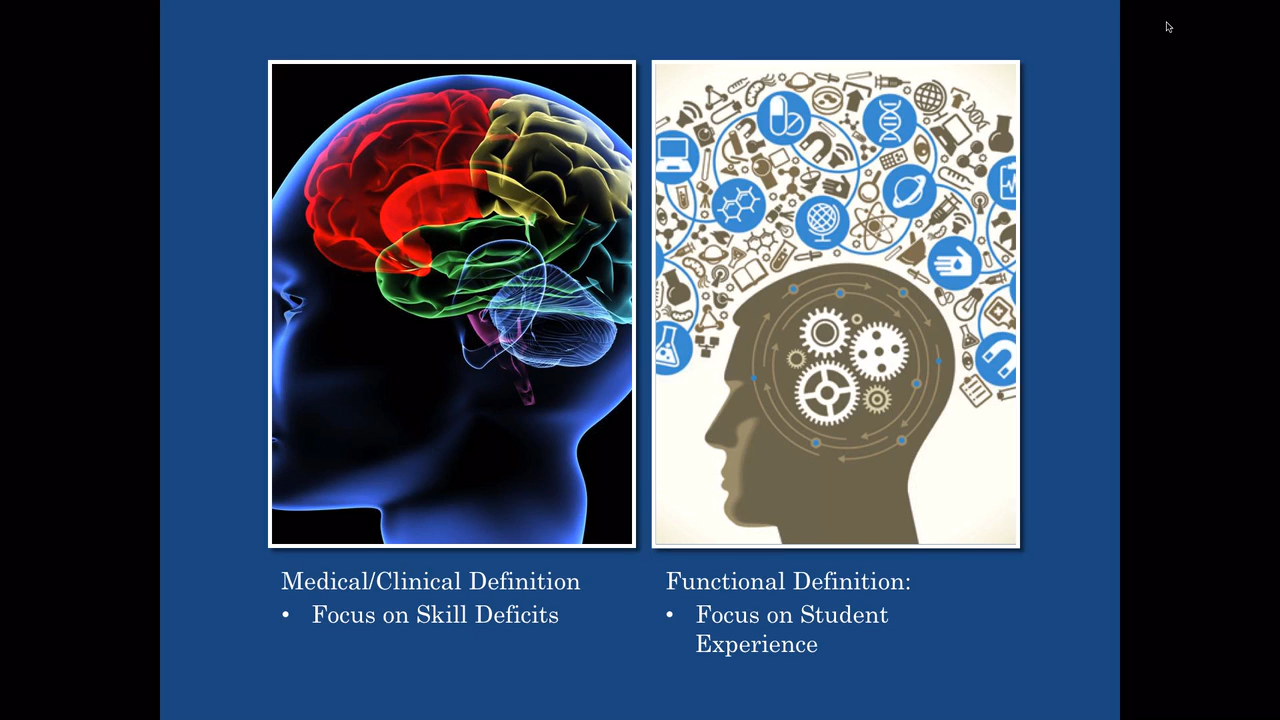 Medical/Clinical Definition
• Focus on Skill Deficits
Functional Definition:
• Focus on Student
Experience